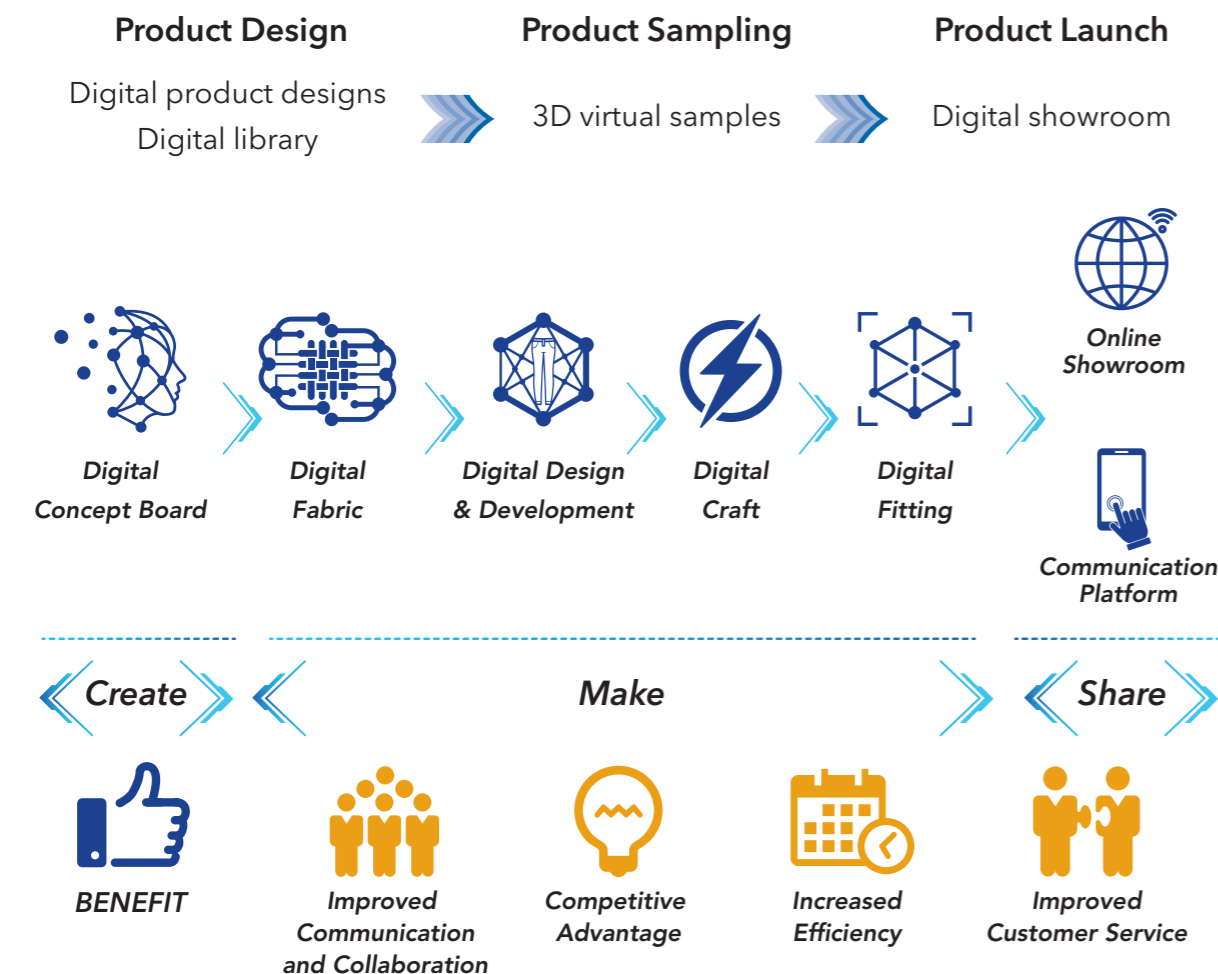 Product Design
Product Sampling
Product Launch
Digital product designs
Digital library
3D virtual samples
Digital showroom
Online
Showroom
Digital
Concept Board
Digital
Fabric
Digital Design
& Development
Digital
Craft
Digital
Fitting
Communication
Platform
Create
Make
Share
BENEFIT
Improved
Communication
and Collaboration
Competitive
Advantage
Increased
Efficiency
Improved
Customer Service